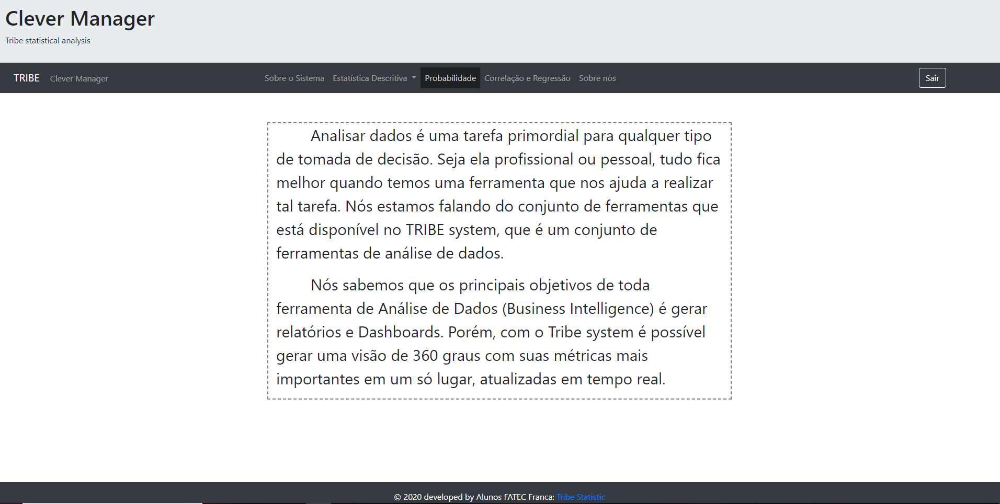 Clever Manager
Tribe statistical analysis
TRIBE Clever Manager Sobre o Sistema Estatística Descritiva Probabilidade Correlação e Regressão Sobre nós Sair
Analisar dados é uma tarefa primordial para qualquer tipo
de tomada de decisão. Seja ela profissional ou pessoal, tudo fica
melhor quando temos uma ferramenta que nos ajuda a realizar
tal tarefa. Nós estamos falando do conjunto de ferramentas que
está disponível no TRIBE system, que é um conjunto de
ferramentas de análise de dados.
Nós sabemos que os principais objetivos de toda
ferramenta de Análise de Dados (Business Intelligence) é gerar
relatórios e Dashboards. Porém, com o Tribe system é possível
gerar uma visão de 360 graus com suas métricas mais
importantes em um só lugar, atualizadas em tempo real.
© 2020 developed by Alunos FATEC Franca: Tribe Statistic